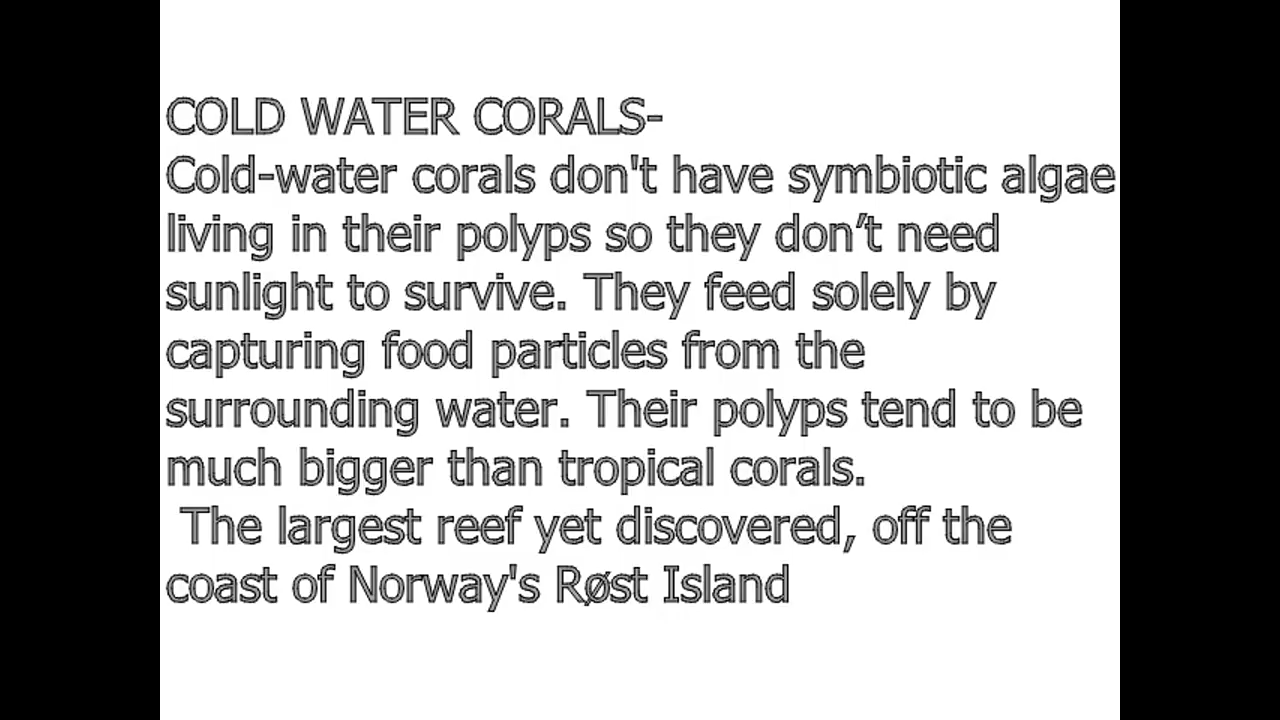 COLD WATER CORALS-
Cold-water corals don't have symbiotic algae
living in their polyps so they don’t need
sunlight to survive. They feed solely by
capturing food particles from the
surrounding water. Their polyps tend to be
much bigger than tropical corals.
The largest reef yet discovered, off the
coast of Norway's Røst Island